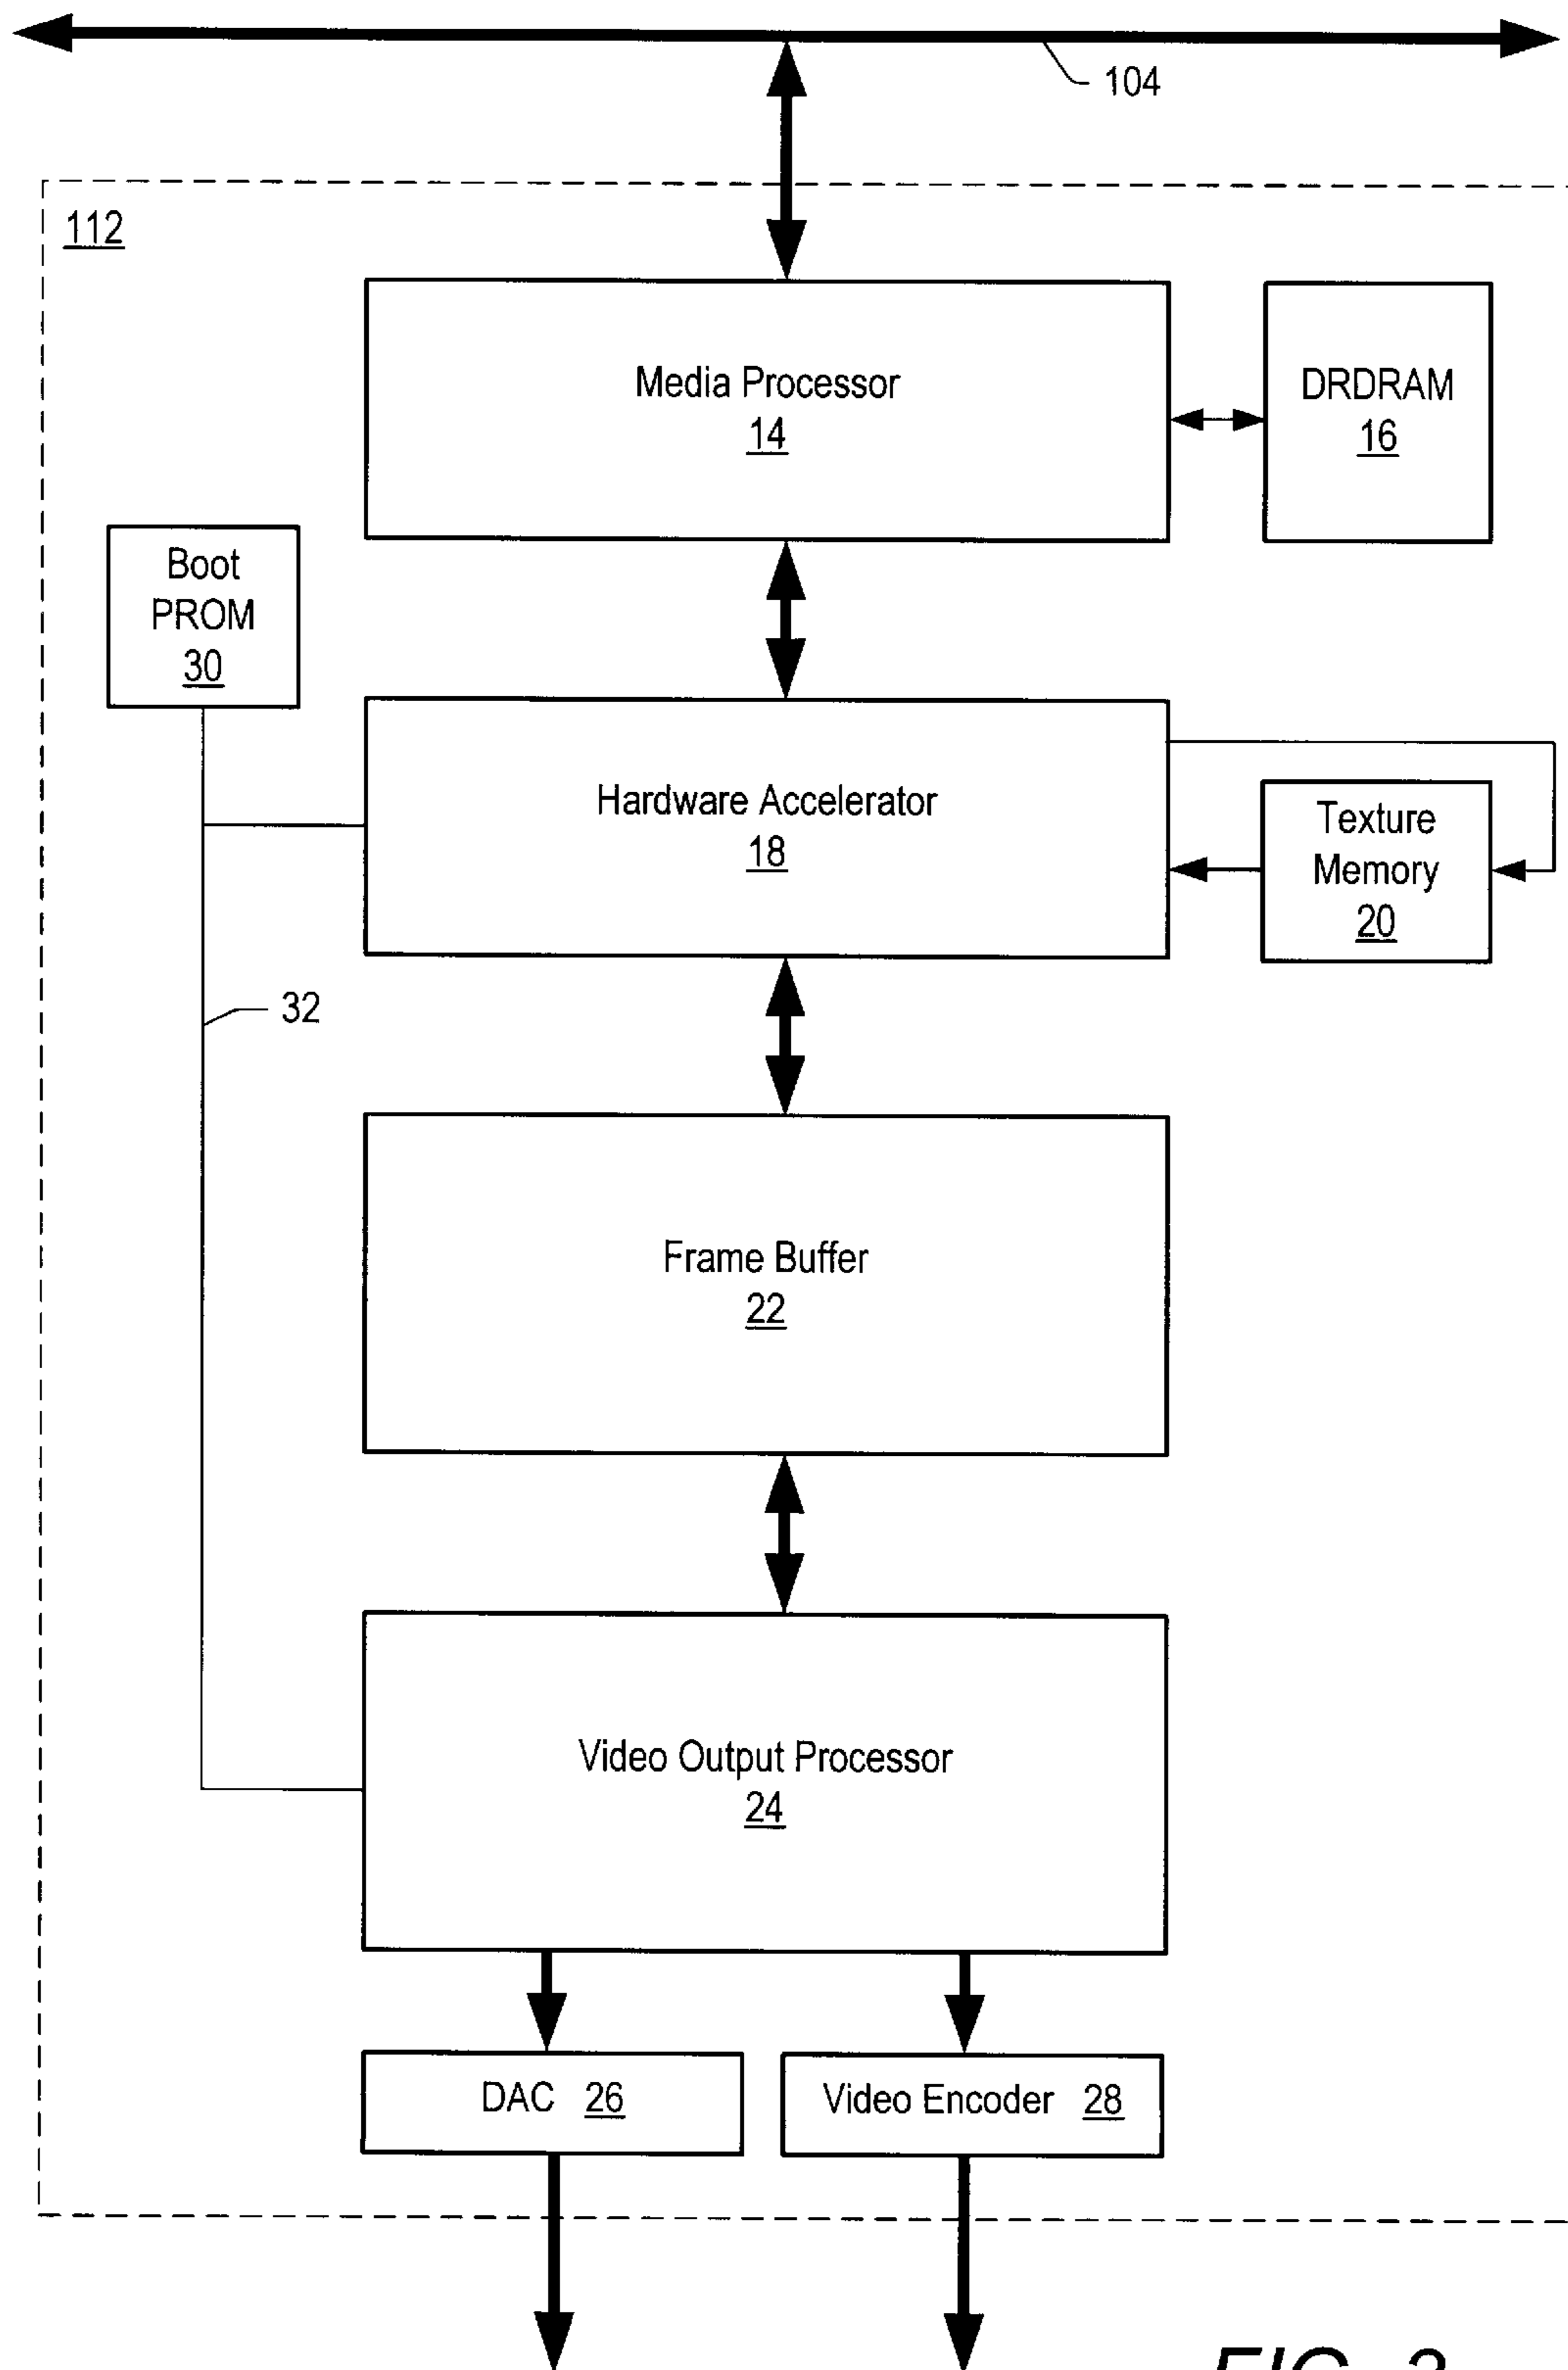 104
112
Media Processor
14
DRDRAM
16
Boot
PROM
30
Hardware Accelerator
18
Texture
Memory
20
32
Frame Buffer
22
Video Output Processor
24
DAC 26
Video Encoder 28
FIG.